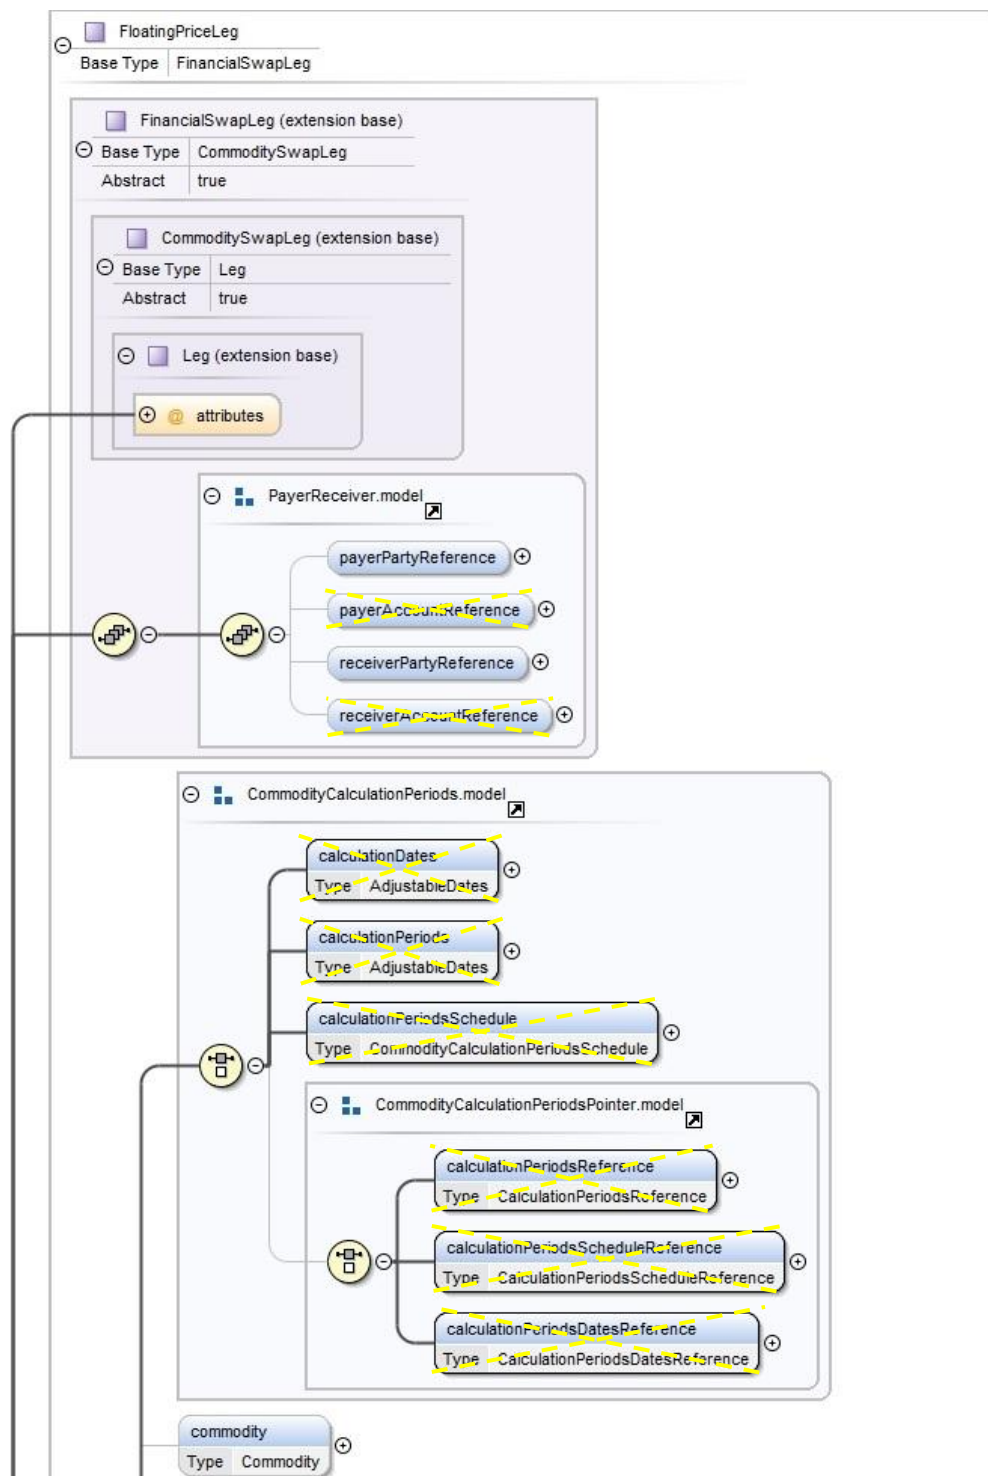 FloatingPriceLeg
Base Type FinancialSwapLeg
FinancialSwapLeg (extension base)
Base Type CommoditySwapLeg
Abstract true
CommoditySwapLeg (extension base)
Base Type Leg
Abstract true
Leg (extension base)
@ attributes
PayerReceiver.model
payerPartyReference
payerAccountReference
receiverPartyReference
receiverAccountReference
CommodityCalculationPeriods.model
calculationDates
Type AdjustableDates
calculationPeriods
Type AdjustableDates
calculationPeriodsSchedule
Type CommodityCalculationPeriodsSchedule
CommodityCalculationPeriodsPointer.model
calculationPeriodsReference
Type CalculationPeriodsReference
calculationPeriodsScheduleReference
Type CalculationPeriodsScheduleReference
calculationPeriodsDatesReference
Type CalculationPeriodsDatesReference
commodity
Type Commodity